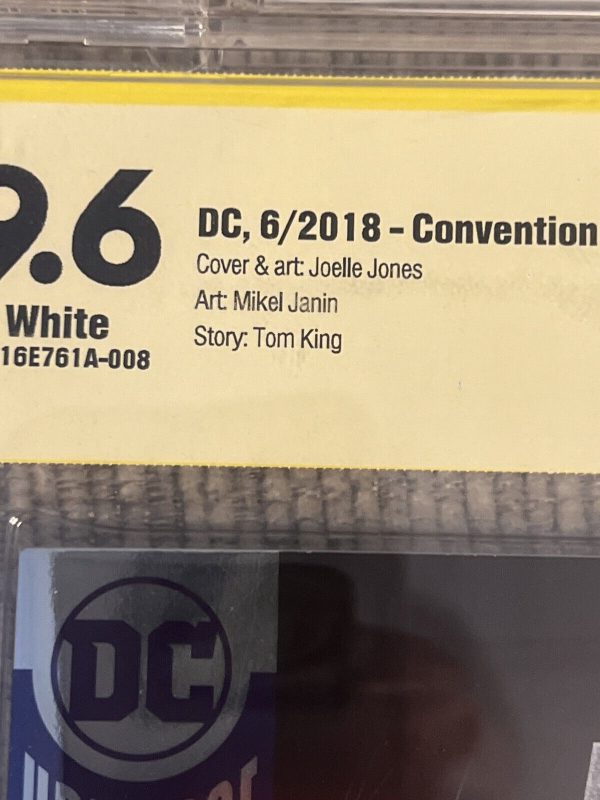 9.6
White
16E761A-008
DC, 6/2018 - Convention
Cover & art: Joelle Jones
Art: Mikel Janin
Story: Tom King
DC